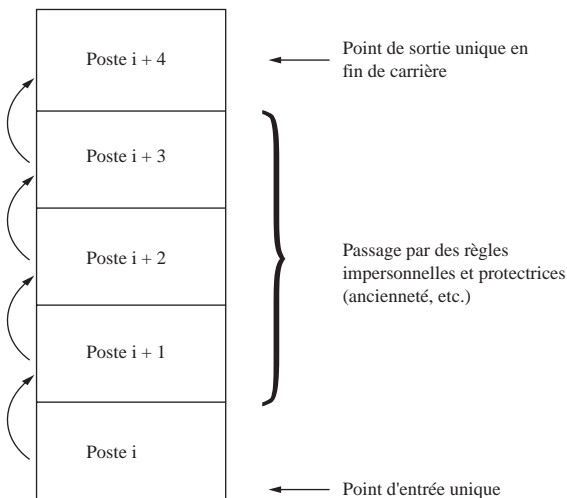 Poste i + 4
Point de sortie unique en
fin de carrière
Poste i + 3
Poste i + 2
Passage par des règles
impersonnelles et protectrices
(ancienneté, etc.)
Poste i + 1
Poste i
Point d'entrée unique